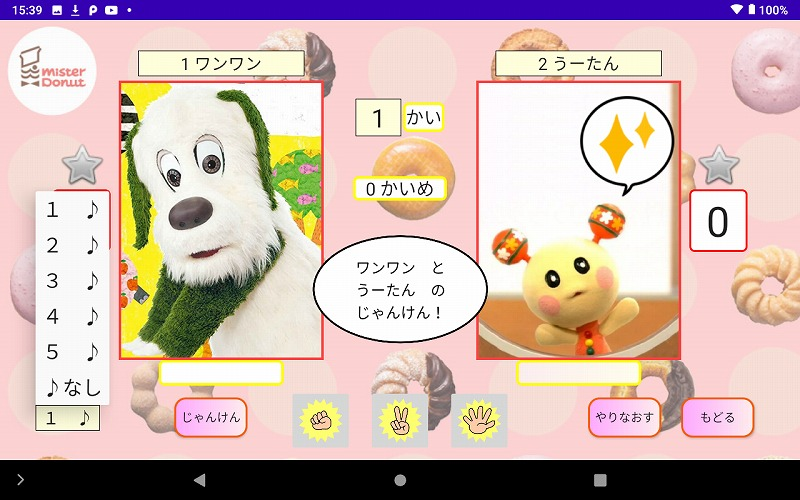 15:39
100%
mister
Donut
1 ワンワン
2 うーたん
1 かい
0 かいめ
0
ワンワン と
うーたん の
じゃんけん！
1 ♪
2 ♪
3 ♪
4 ♪
5 ♪
♪なし
1 ♪
じゃんけん
やりなおす
もどる